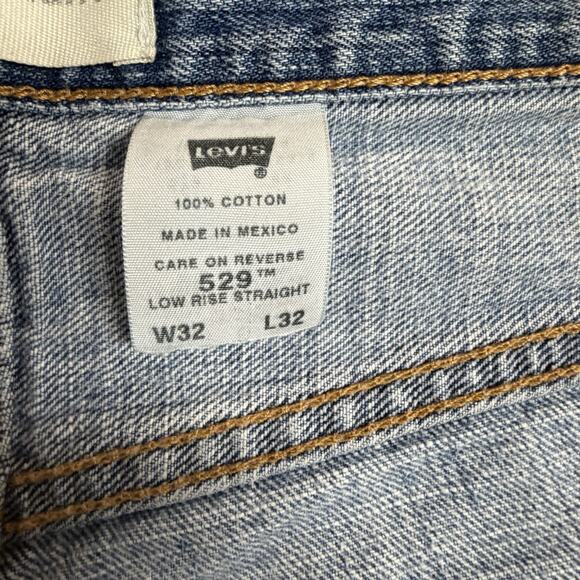 Levi's
®
100% COTTON
MADE IN MEXICO
CARE ON REVERSE
529™
LOW RISE STRAIGHT
W32 L32